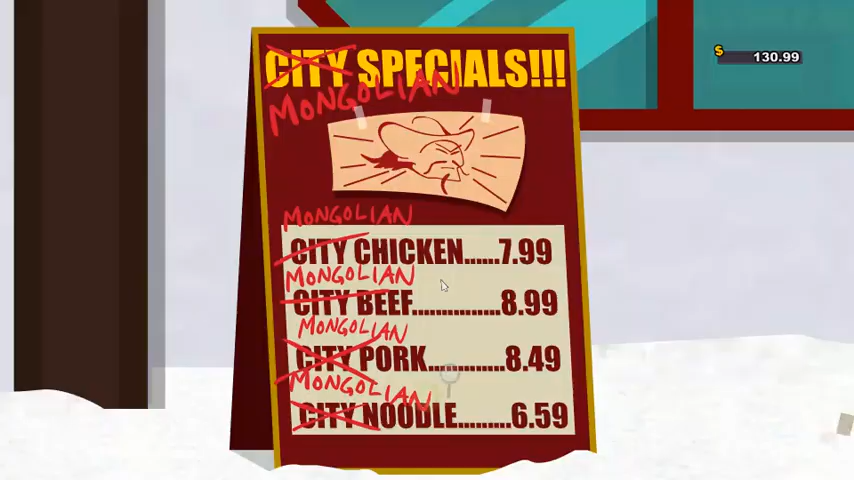 $ 130.99
CITY SPECIALS!!!
MONGOLIAN
MONGOLIAN
CITY CHICKEN......7.99
MONGOLIAN
CITY BEEF...............8.99
MONGOLIAN
CITY PORK.............8.49
MONGOLIAN
CITY NOODLE.........6.59